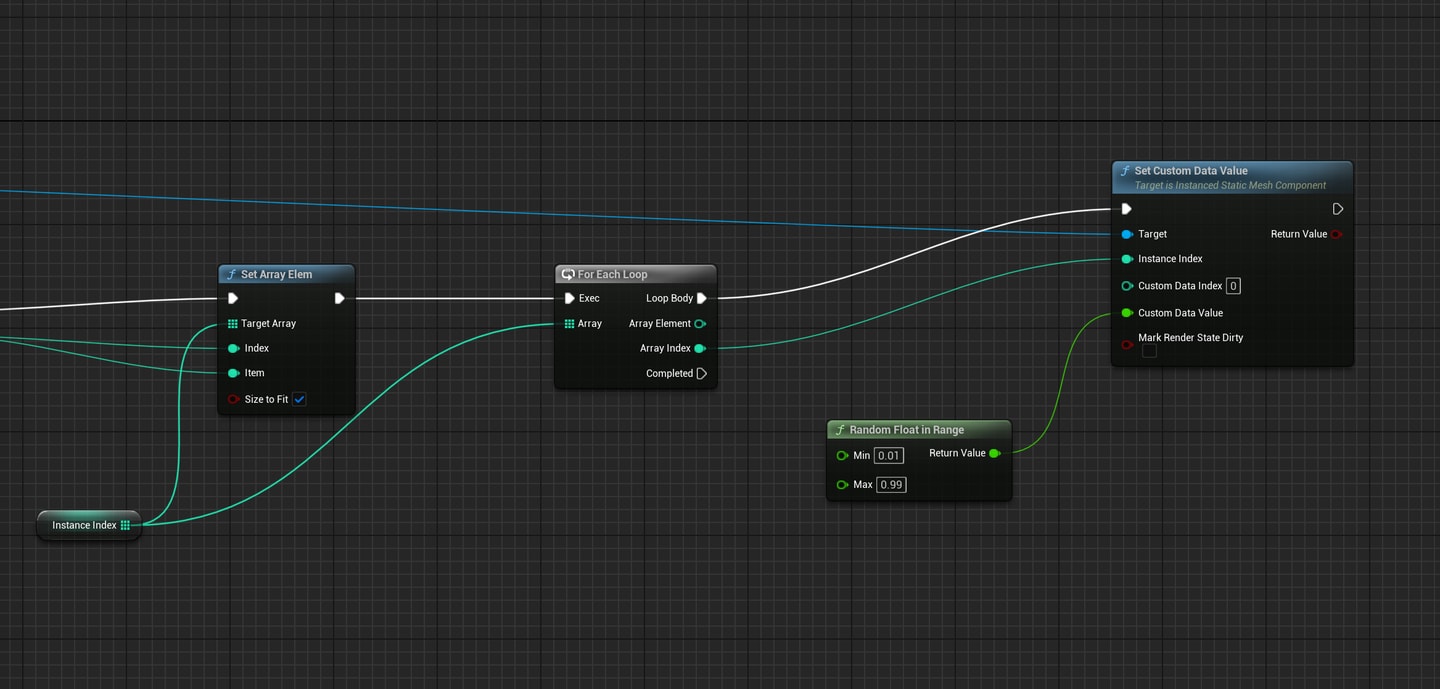 Set Custom Data Value
Target is Instanced Static Mesh Component
Target
Return Value
Instance Index
Custom Data Index 0
Custom Data Value
Mark Render State Dirty
Set Array Elem
Target Array
Index
Item
Size to Fit
For Each Loop
Exec
Loop Body
Array
Array Element
Array Index
Completed
Random Float in Range
Min 0.01
Return Value
Max 0.99
Instance Index